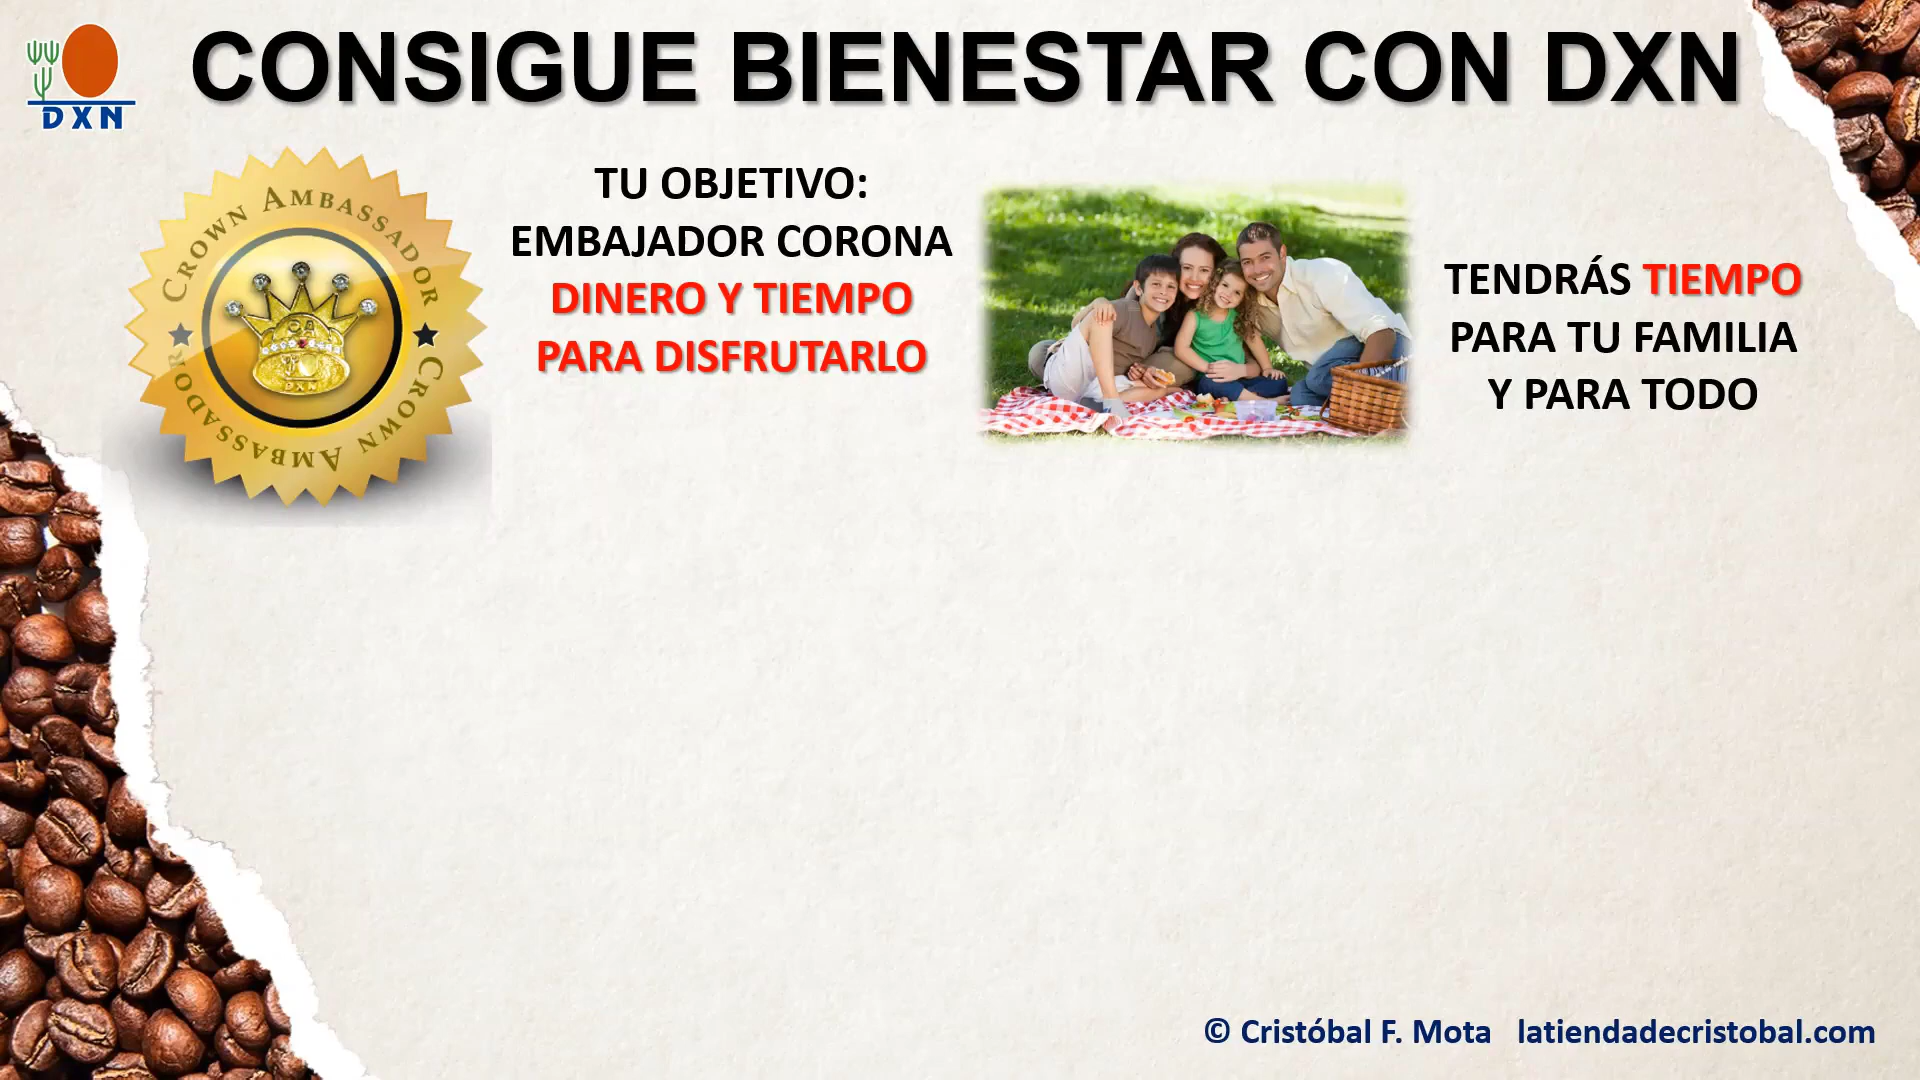 CONSIGUE BIENESTAR CON DXN
DXN
CROWN AMBASSADOR
CROWN AMBASSADOR
DXN
TU OBJETIVO:
EMBAJADOR CORONA
DINERO Y TIEMPO
PARA DISFRUTARLO
TENDRÁS TIEMPO
PARA TU FAMILIA
Y PARA TODO
© Cristóbal F. Mota latiendadecristobal.com